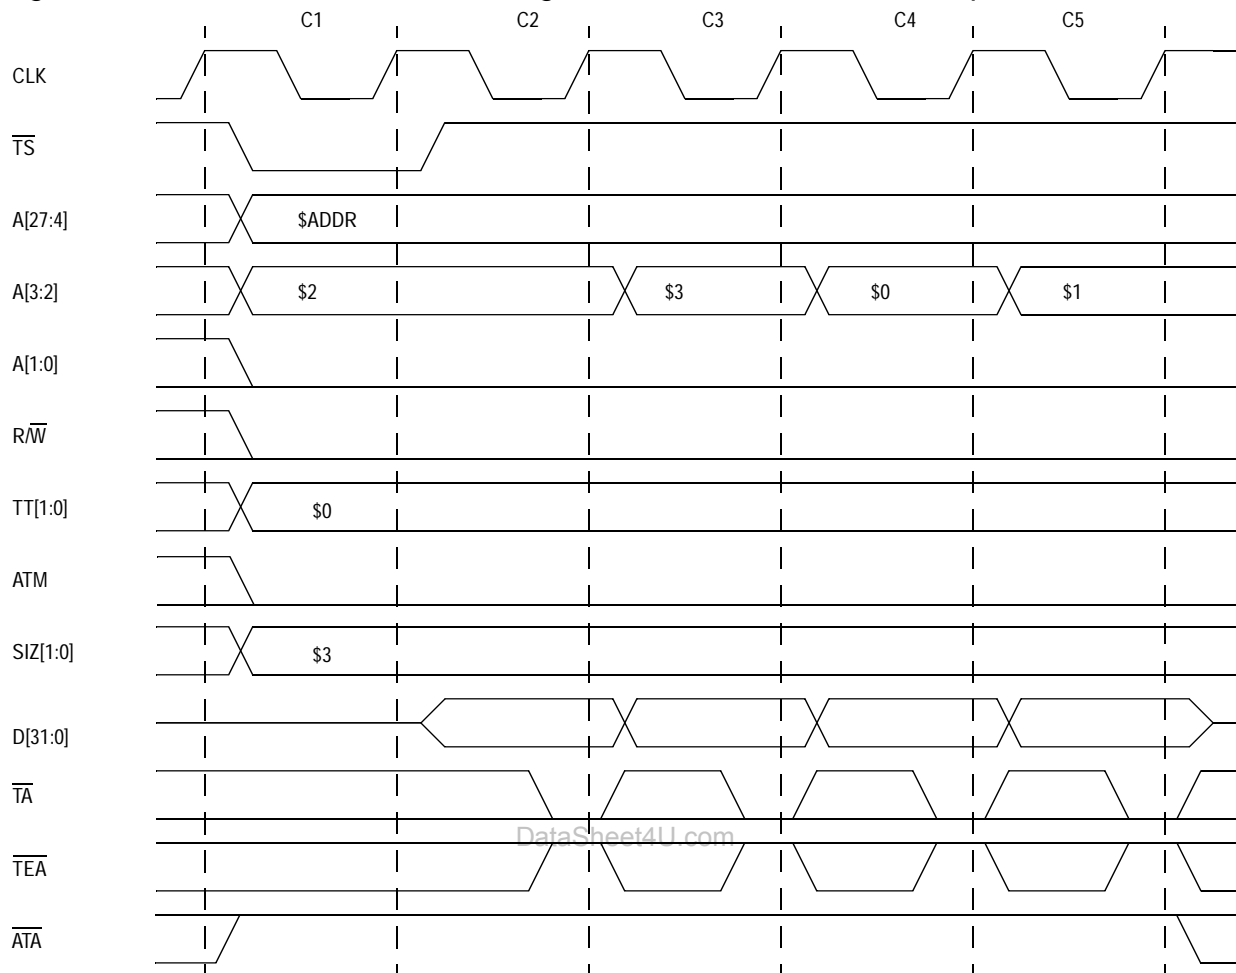 C1 C2 C3 C4 C5
CLK
TS
A[27:4] $ADDR
A[3:2] $2 $3 $0 $1
A[1:0]
R/W
TT[1:0] $0
ATM
SIZ[1:0] $3
D[31:0]
TA
DataSheet4U.com
TEA
ATA